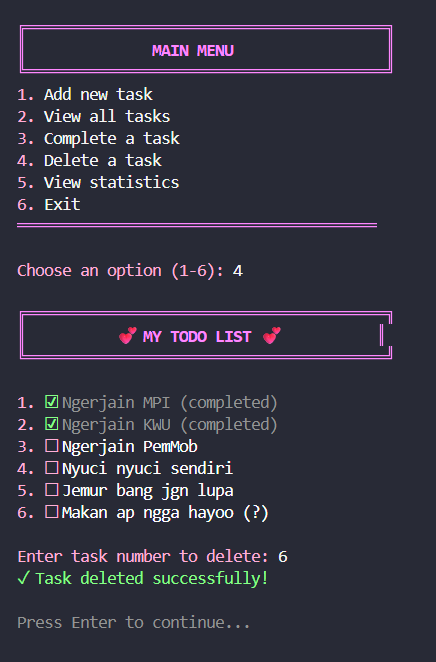 MAIN MENU
1. Add new task
2. View all tasks
3. Complete a task
4. Delete a task
5. View statistics
6. Exit
Choose an option (1-6): 4
💕 MY TODO LIST 💕
1. ☑ Ngerjain MPI (completed)
2. ☑ Ngerjain KWU (completed)
3. ☐ Ngerjain PemMob
4. ☐ Nyuci nyuci sendiri
5. ☐ Jemur bang jgn lupa
6. ☐ Makan ap ngga hayoo (?)
Enter task number to delete: 6
✓ Task deleted successfully!
Press Enter to continue...